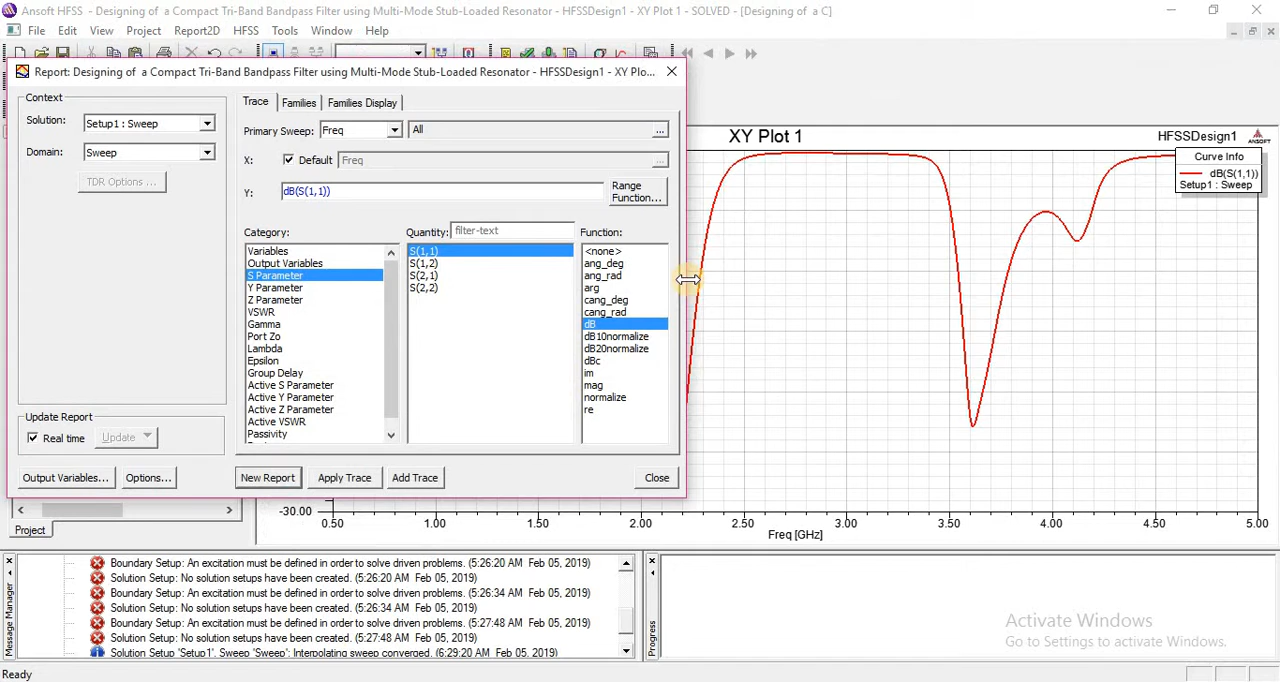 Ansoft HFSS - Designing of a Compact Tri-Band Bandpass Filter using Multi-Mode Stub-Loaded Resonator - HFSSDesign1 - XY Plot 1 - SOLVED - [Designing of a C]
File Edit View Project Report2D HFSS Tools Window Help
Report: Designing of a Compact Tri-Band Bandpass Filter using Multi-Mode Stub-Loaded Resonator - HFSSDesign1 - XY Plo...
Context
Solution: Setup1 : Sweep
Domain: Sweep
TDR Options ...
Update Report
Real time Update
Output Variables... Options...
Trace Families Families Display
Primary Sweep: Freq All ...
X: Default Freq ...
Y: dB(S(1,1)) Range Function...
Category: Quantity: filter-text Function:
Variables
Output Variables
S Parameter
Y Parameter
Z Parameter
VSWR
Gamma
Port Zo
Lambda
Epsilon
Group Delay
Active S Parameter
Active Y Parameter
Active Z Parameter
Active VSWR
Passivity
S(1,1)
S(1,2)
S(2,1)
S(2,2)
<none>
ang_deg
ang_rad
arg
cang_deg
cang_rad
dB
dB10normalize
dB20normalize
dBc
im
mag
normalize
re
New Report Apply Trace Add Trace Close
XY Plot 1
HFSSDesign1
ANSOFT
Curve Info
dB(S(1,1))
Setup1 : Sweep
-30.00
0.50 1.00 1.50 2.00 2.50 3.00 3.50 4.00 4.50 5.00
Freq [GHz]
Project
Message Manager
Boundary Setup: An excitation must be defined in order to solve driven problems. (5:26:20 AM Feb 05, 2019)
Solution Setup: No solution setups have been created. (5:26:20 AM Feb 05, 2019)
Boundary Setup: An excitation must be defined in order to solve driven problems. (5:26:34 AM Feb 05, 2019)
Solution Setup: No solution setups have been created. (5:26:34 AM Feb 05, 2019)
Boundary Setup: An excitation must be defined in order to solve driven problems. (5:27:48 AM Feb 05, 2019)
Solution Setup: No solution setups have been created. (5:27:48 AM Feb 05, 2019)
Solution Setup 'Setup1', Sweep 'Sweep': Interpolating sweep converged. (6:29:20 AM Feb 05, 2019)
Progress
Activate Windows
Go to Settings to activate Windows.
Ready